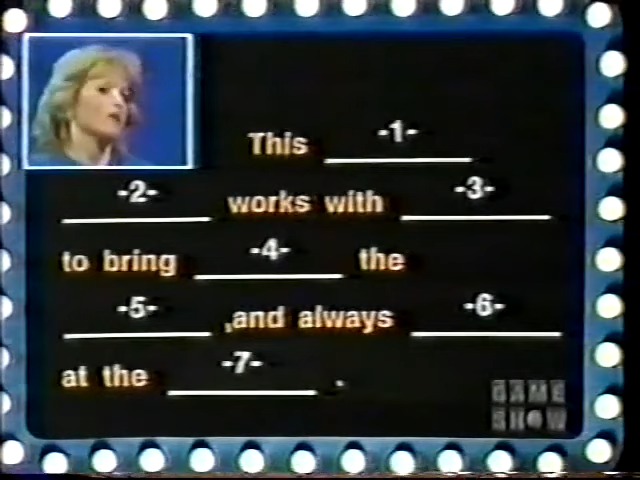 This -1-
-2- works with -3-
to bring -4- the
-5- ,and always -6-
at the -7- .
GAME
SHOW